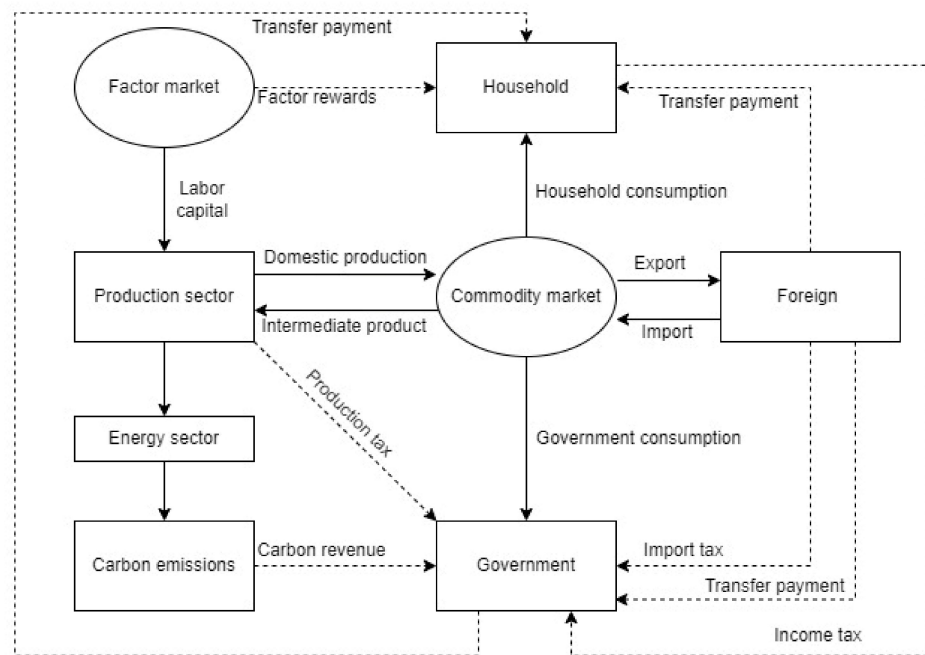 Transfer payment
Factor market
Household
Factor rewards
Transfer payment
Labor
capital
Household consumption
Domestic production
Export
Production sector
Commodity market
Foreign
Intermediate product
Import
Production tax
Energy sector
Government consumption
Carbon emissions
Carbon revenue
Government
Import tax
Transfer payment
Income tax